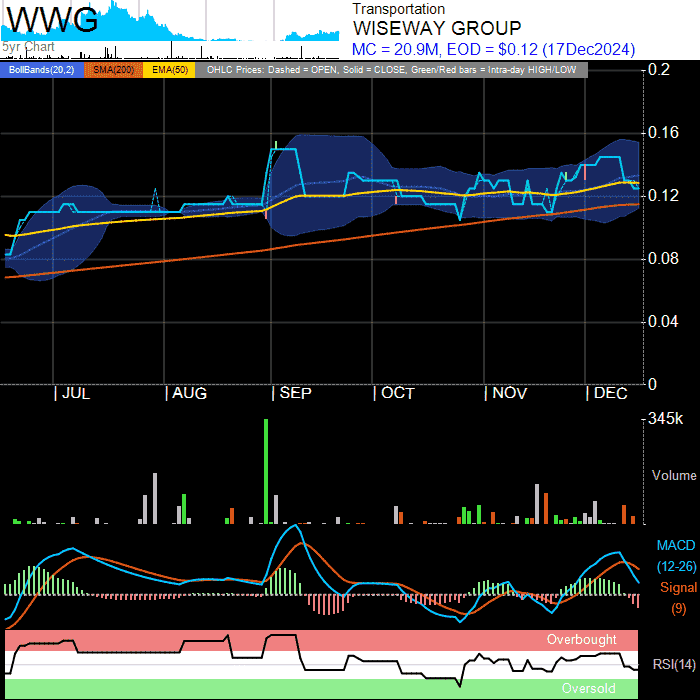 WWG
5yr Chart
Transportation
WISEWAY GROUP
MC = 20.9M, EOD = $0.12 (17Dec2024)
BollBands(20,2) SMA(200) EMA(50) OHLC Prices: Dashed = OPEN, Solid = CLOSE, Green/Red bars = Intra-day HIGH/LOW
0.2
0.16
0.12
0.08
0.04
0
JUL AUG SEP OCT NOV DEC
345k
Volume
MACD
(12-26)
Signal
(9)
Overbought
RSI(14)
Oversold